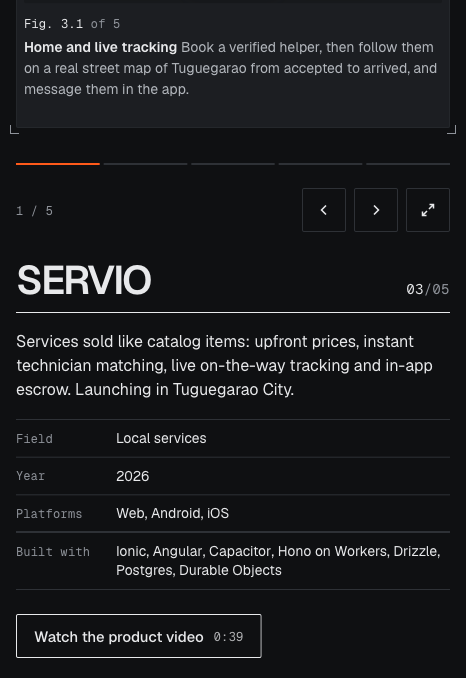 Fig. 3.1 of 5
Home and live tracking Book a verified helper, then follow them
on a real street map of Tuguegarao from accepted to arrived, and
message them in the app.
1 / 5
SERVIO
03/05
Services sold like catalog items: upfront prices, instant
technician matching, live on-the-way tracking and in-app
escrow. Launching in Tuguegarao City.
Field Local services
Year 2026
Platforms Web, Android, iOS
Built with Ionic, Angular, Capacitor, Hono on Workers, Drizzle,
Postgres, Durable Objects
Watch the product video 0:39